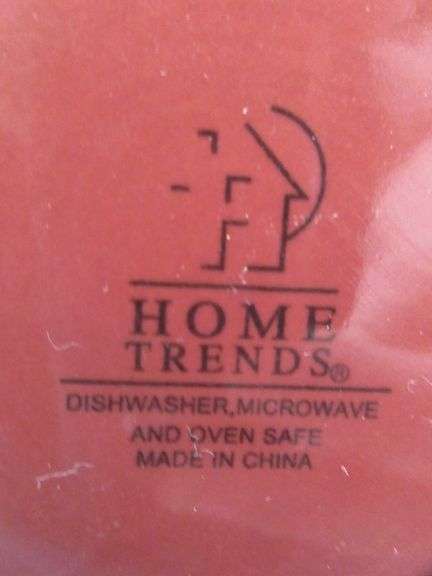 HOME
TRENDS®
DISHWASHER,MICROWAVE
AND OVEN SAFE
MADE IN CHINA